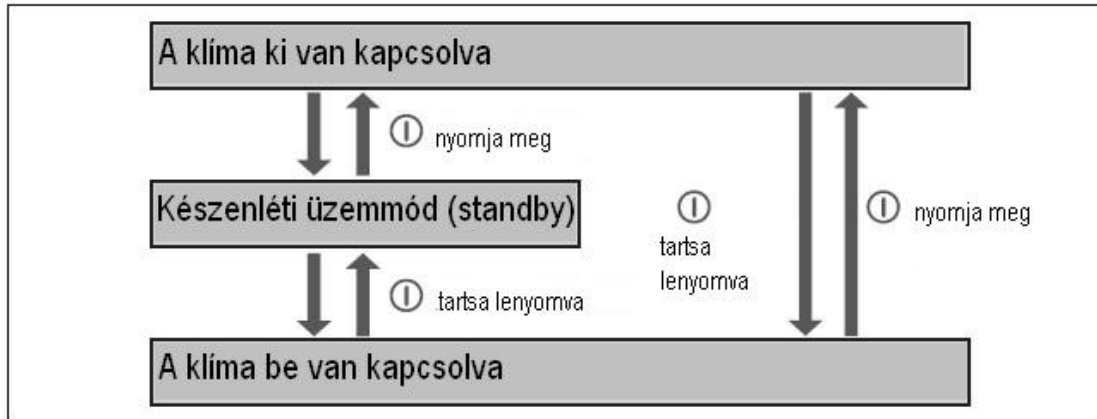 A klíma ki van kapcsolva
nyomja meg
Készenléti üzemmód (standby)
tartsa
lenyomva
nyomja meg
.tartsa lenyomva
A klíma be van kapcsolva